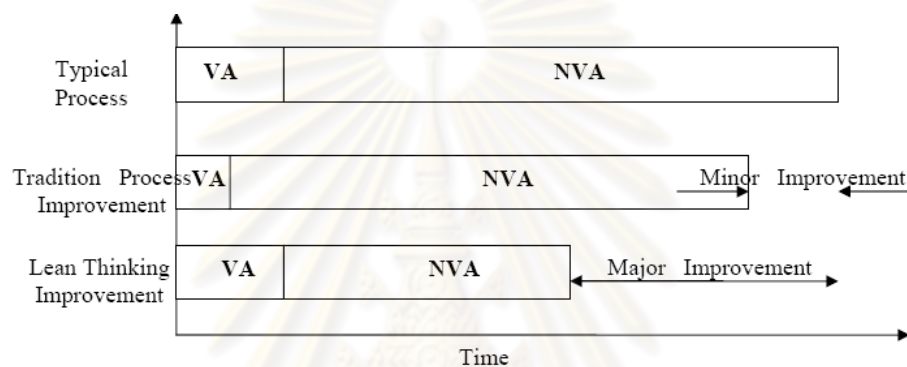 Typical
Process
VA
NVA
Tradition Process
Improvement
VA
NVA
Minor Improvement
Lean Thinking
Improvement
VA
NVA
Major Improvement
Time